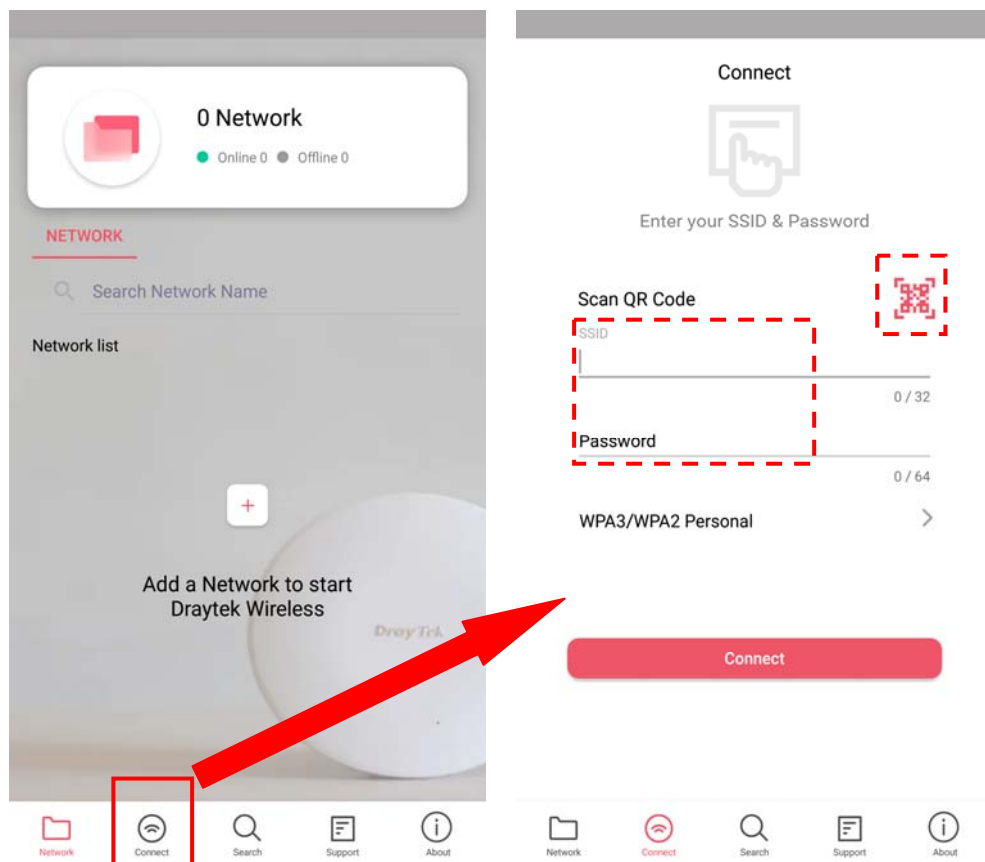 0 Network
Online 0 Offline 0
NETWORK
Search Network Name
Network list
+
Add a Network to start
Draytek Wireless
DrayTek
Network Connect Search Support About
Connect
Enter your SSID & Password
Scan QR Code
SSID
0 / 32
Password
0 / 64
WPA3/WPA2 Personal
Connect
Network Connect Search Support About